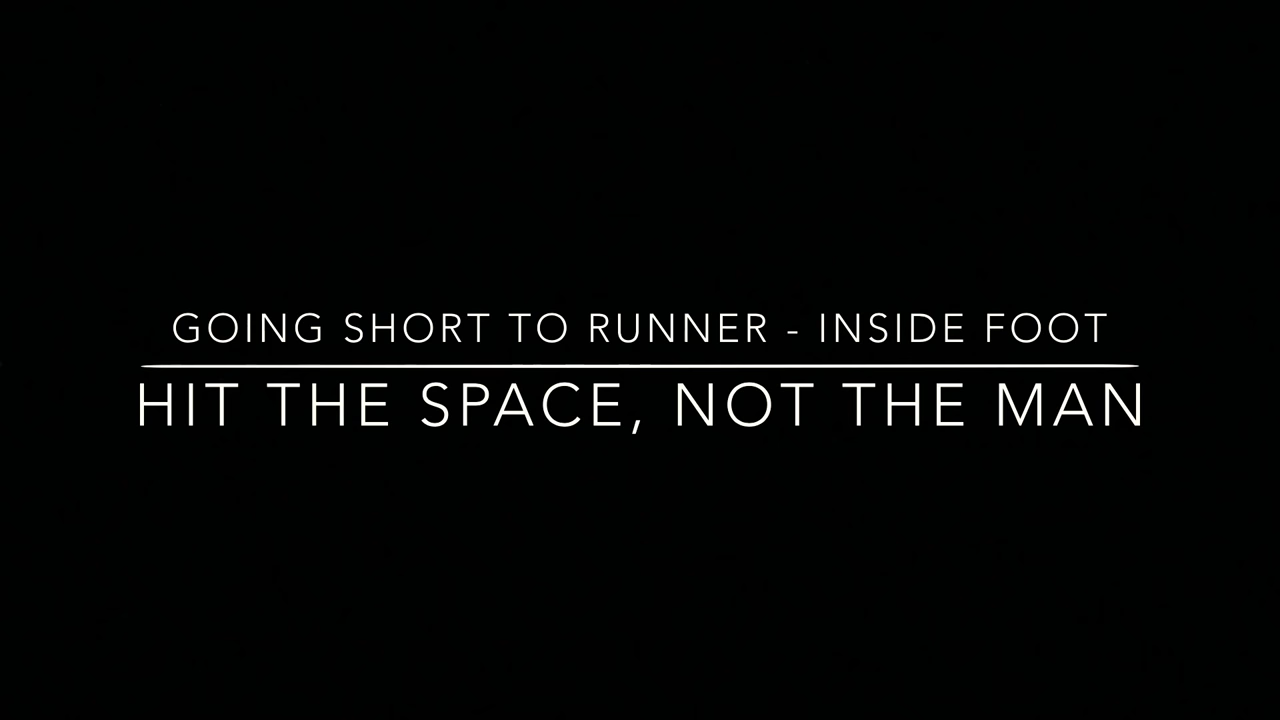 GOING SHORT TO RUNNER - INSIDE FOOT
HIT THE SPACE, NOT THE MAN